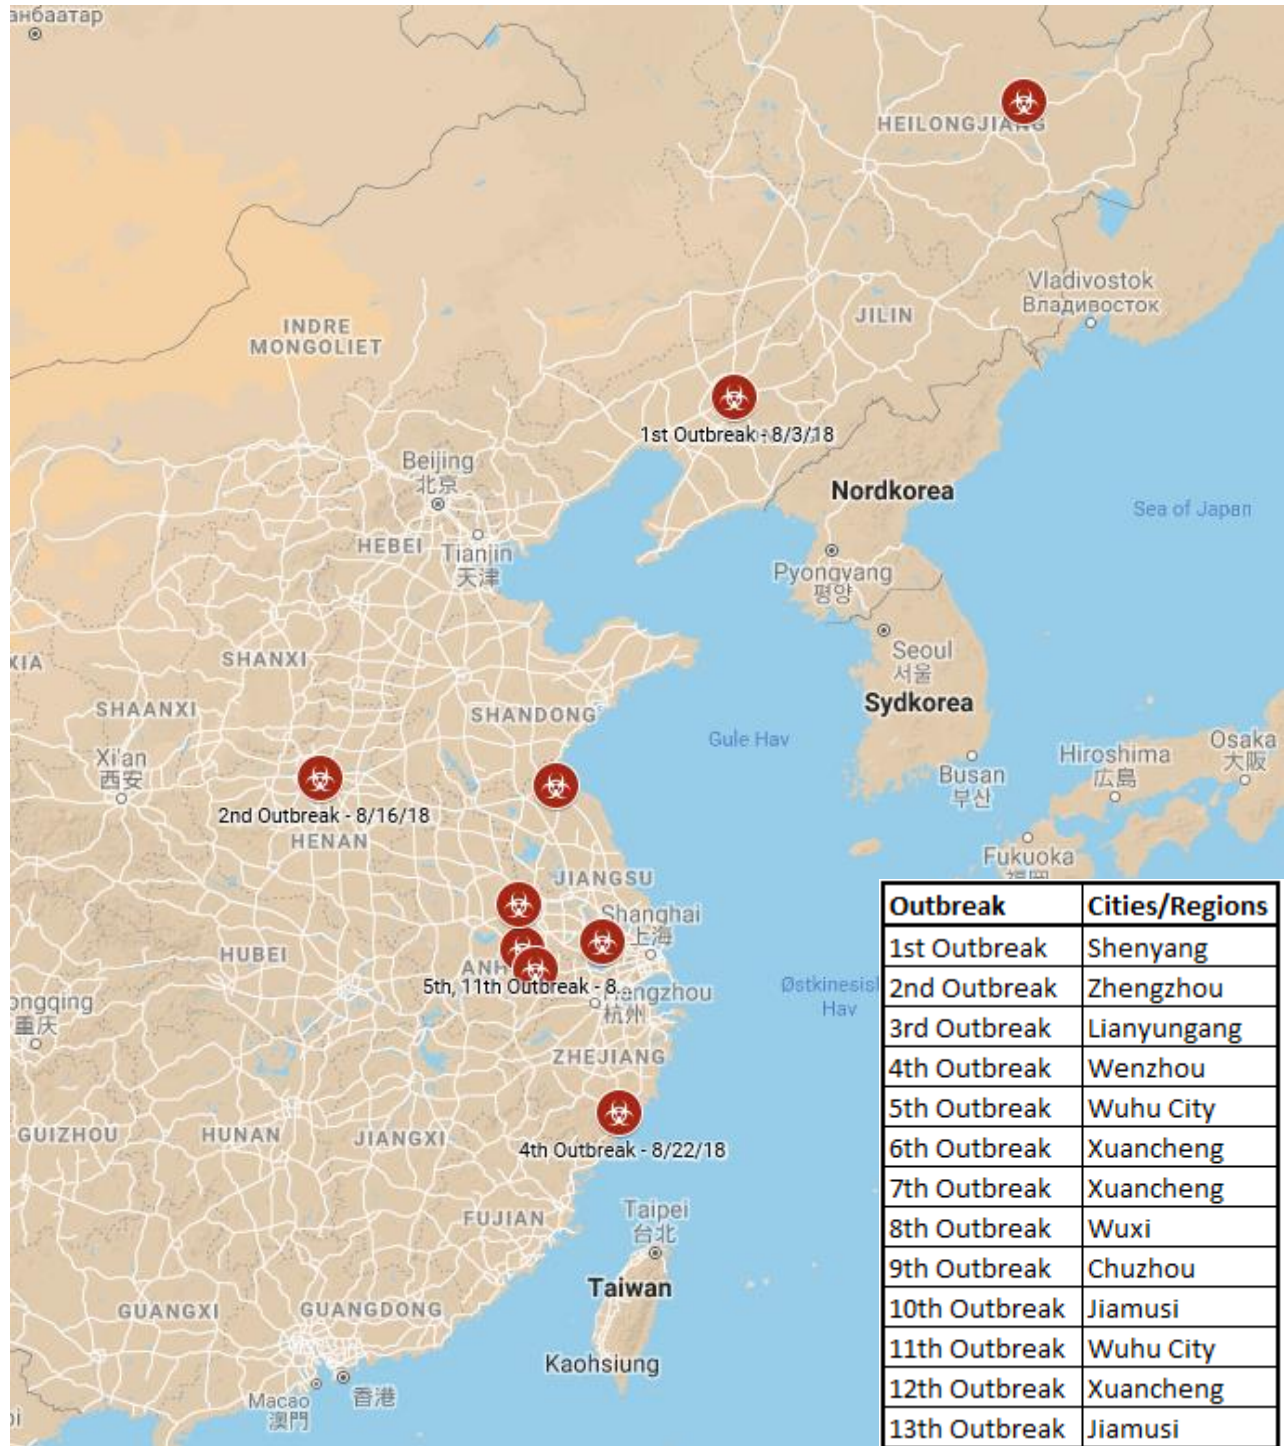 анбаатар
HEILONGJIANG
Vladivostok
Владивосток
JILIN
INDRE
MONGOLIET
1st Outbreak - 8/3/18
Beijing
北京
Nordkorea
Sea of Japan
HEBEI
Tianjin
天津
Pyongyang
평양
Seoul
서울
XIA
SHANXI
Sydkorea
SHAANXI
SHANDONG
Gule Hav
Xi'an
西安
Busan
부산
Hiroshima
広島
Osaka
大阪
2nd Outbreak - 8/16/18
HENAN
Fukuoka
JIANGSU
Shanghai
上海
HUBEI
ANH
5th, 11th Outbreak - 8...
Hangzhou
杭州
Østkinesisl
Hav
ongqing
重庆
ZHEJIANG
GUIZHOU
HUNAN
JIANGXI
4th Outbreak - 8/22/18
FUJIAN
Taipei
台北
Taiwan
GUANGXI
GUANGDONG
Kaohsiung
Macao
澳門
香港
Outbreak Cities/Regions
1st Outbreak Shenyang
2nd Outbreak Zhengzhou
3rd Outbreak Lianyungang
4th Outbreak Wenzhou
5th Outbreak Wuhu City
6th Outbreak Xuancheng
7th Outbreak Xuancheng
8th Outbreak Wuxi
9th Outbreak Chuzhou
10th Outbreak Jiamusi
11th Outbreak Wuhu City
12th Outbreak Xuancheng
13th Outbreak Jiamusi